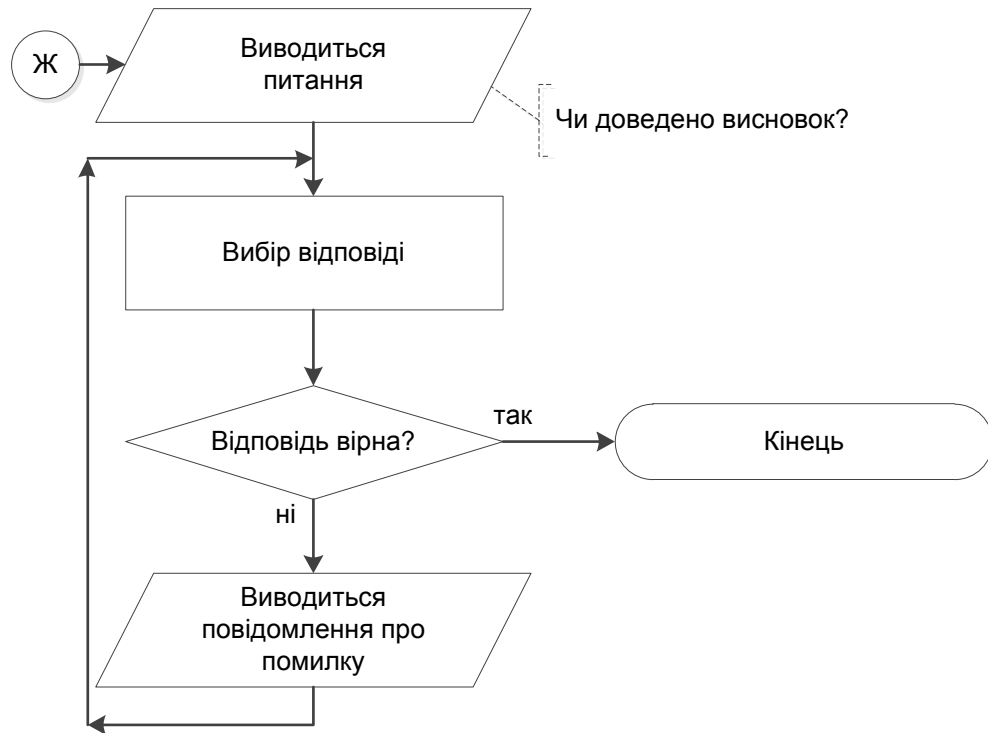 Ж
Виводиться
питання
Чи доведено висновок?
Вибір відповіді
Відповідь вірна?
так
Кінець
ні
Виводиться
повідомлення про
помилку